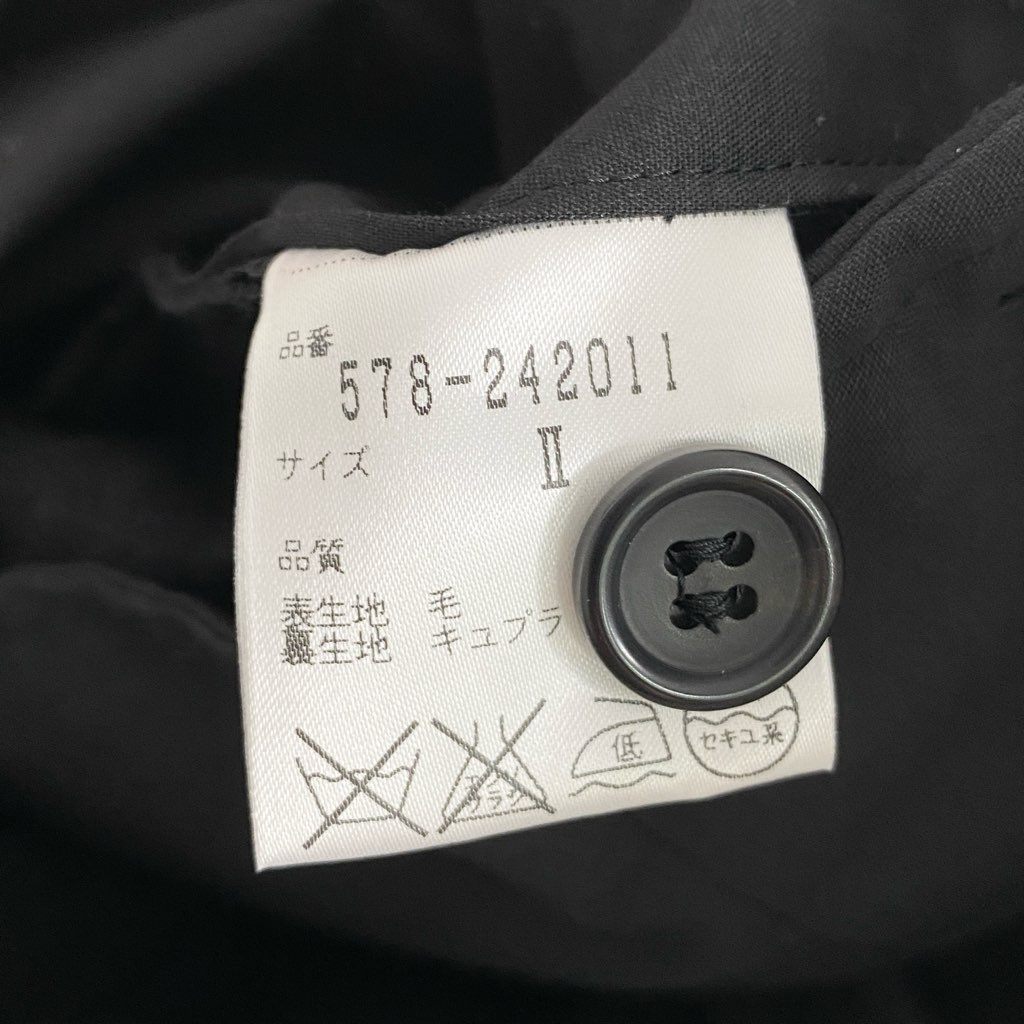 品番
578-242011
サイズ Ⅱ
品質
表生地 毛
裏生地 キュプラ
低
セキユ系